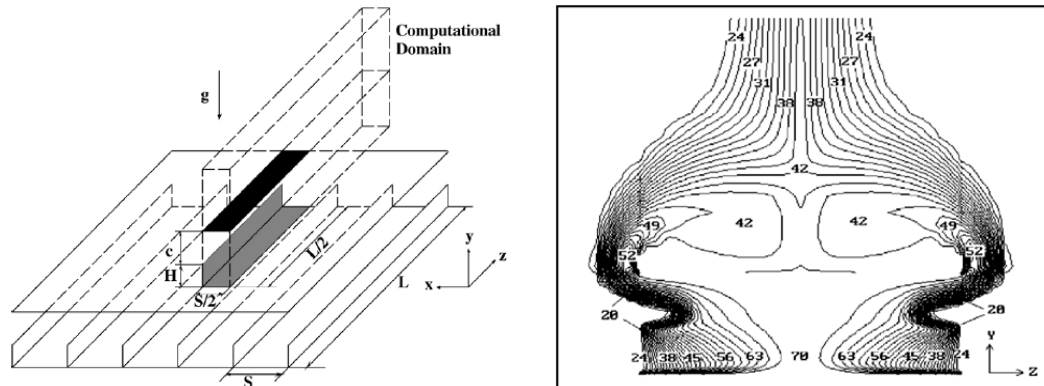 Computational
Domain
g
c
H
S/2
L/2
L
y
z
x
S
24 24
27 27
31 31
38 38
42
49 42 42 49
52 52
20 20
24 38 45 56 63 70 63 56 45 38 24
Y
Z